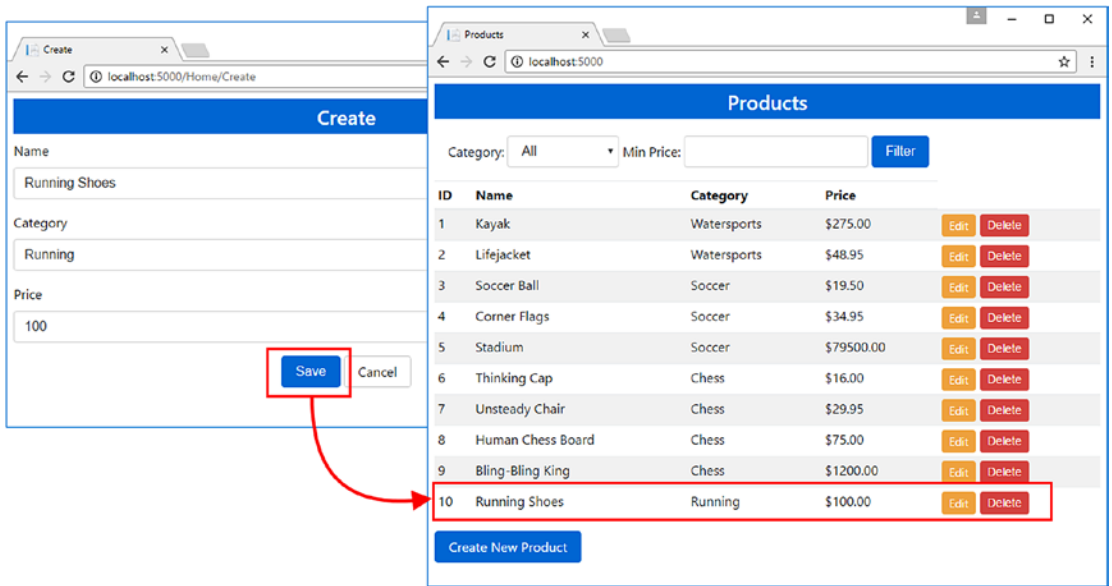 Create
localhost:5000/Home/Create
Create
Name
Running Shoes
Category
Running
Price
100
Save Cancel
Products
localhost:5000
Products
Category: All Min Price: Filter
ID Name Category Price
1 Kayak Watersports $275.00 Edit Delete
2 Lifejacket Watersports $48.95 Edit Delete
3 Soccer Ball Soccer $19.50 Edit Delete
4 Corner Flags Soccer $34.95 Edit Delete
5 Stadium Soccer $79500.00 Edit Delete
6 Thinking Cap Chess $16.00 Edit Delete
7 Unsteady Chair Chess $29.95 Edit Delete
8 Human Chess Board Chess $75.00 Edit Delete
9 Bling-Bling King Chess $1200.00 Edit Delete
10 Running Shoes Running $100.00 Edit Delete
Create New Product